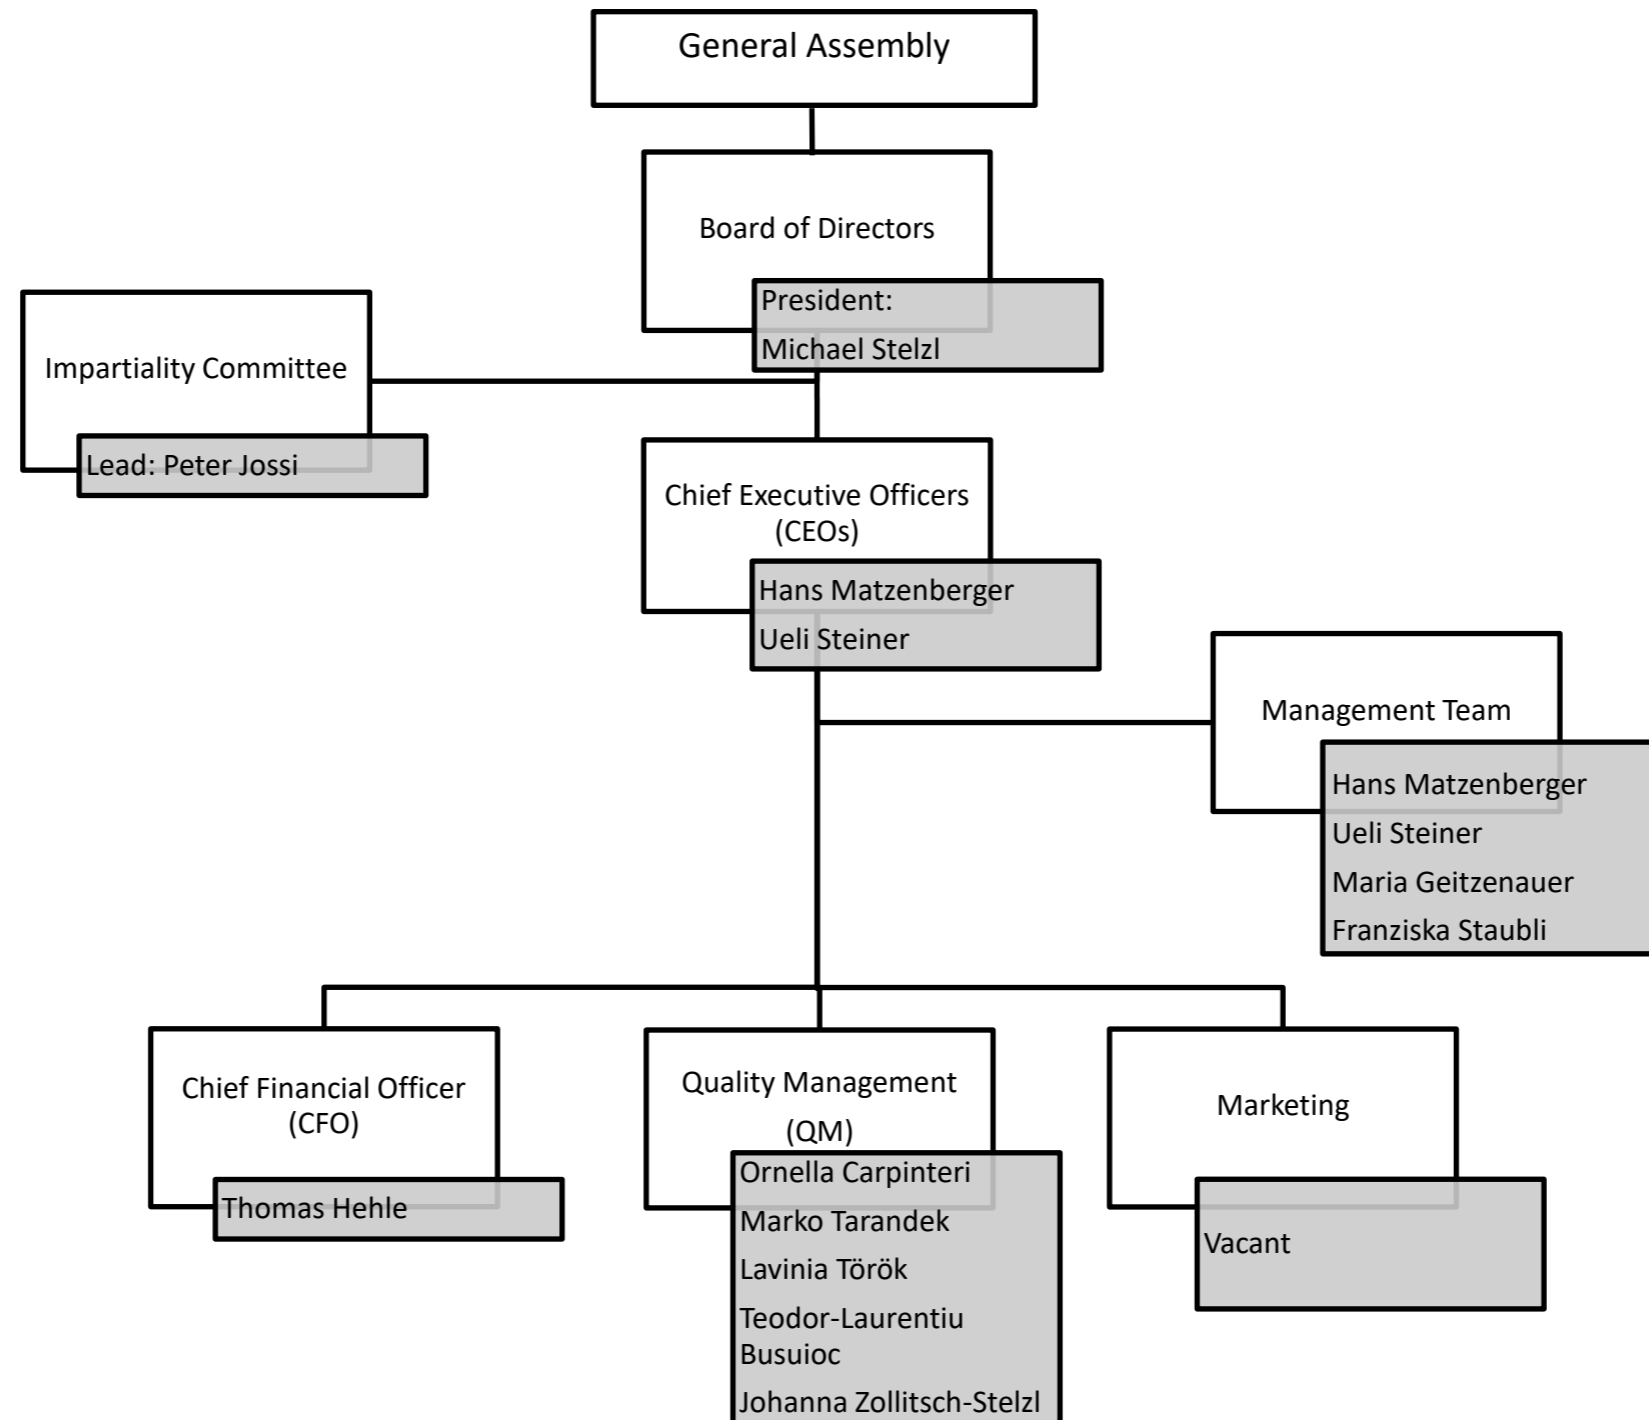 General Assembly
Board of Directors
President:
Michael Stelzl
Impartiality Committee
Lead: Peter Jossi
Chief Executive Officers
(CEOs)
Hans Matzenberger
Ueli Steiner
Management Team
Hans Matzenberger
Ueli Steiner
Maria Geitzenauer
Franziska Staubli
Chief Financial Officer
(CFO)
Thomas Hehle
Quality Management
(QM)
Ornella Carpinteri
Marko Tarandek
Lavinia Török
Teodor-Laurentiu
Busuioc
Johanna Zollitsch-Stelzl
Marketing
Vacant